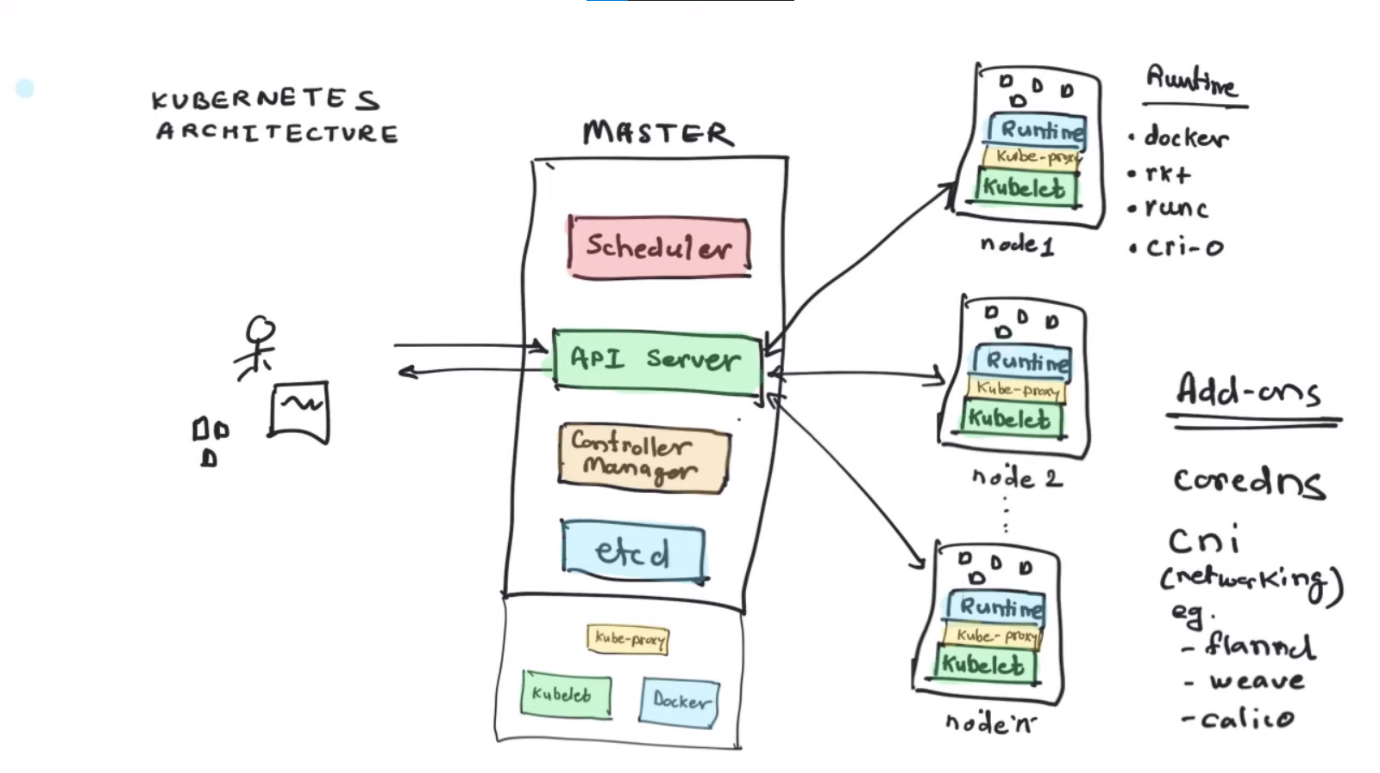 KUBERNETES
ARCHITECTURE
MASTER
Scheduler
API Server
Controller
Manager
etcd
Kube-proxy
Kubelet
Docker
Runtime
Kube-proxy
Kubelet
node 1
Runtime
Kube-proxy
Kubelet
node 2
Runtime
Kube-proxy
Kubelet
node 'n'
Runtime
• docker
• rkt
• runc
• cri-o
Add-ons
coredns
cni
(networking)
eg.
- flannel
- weave
- calico